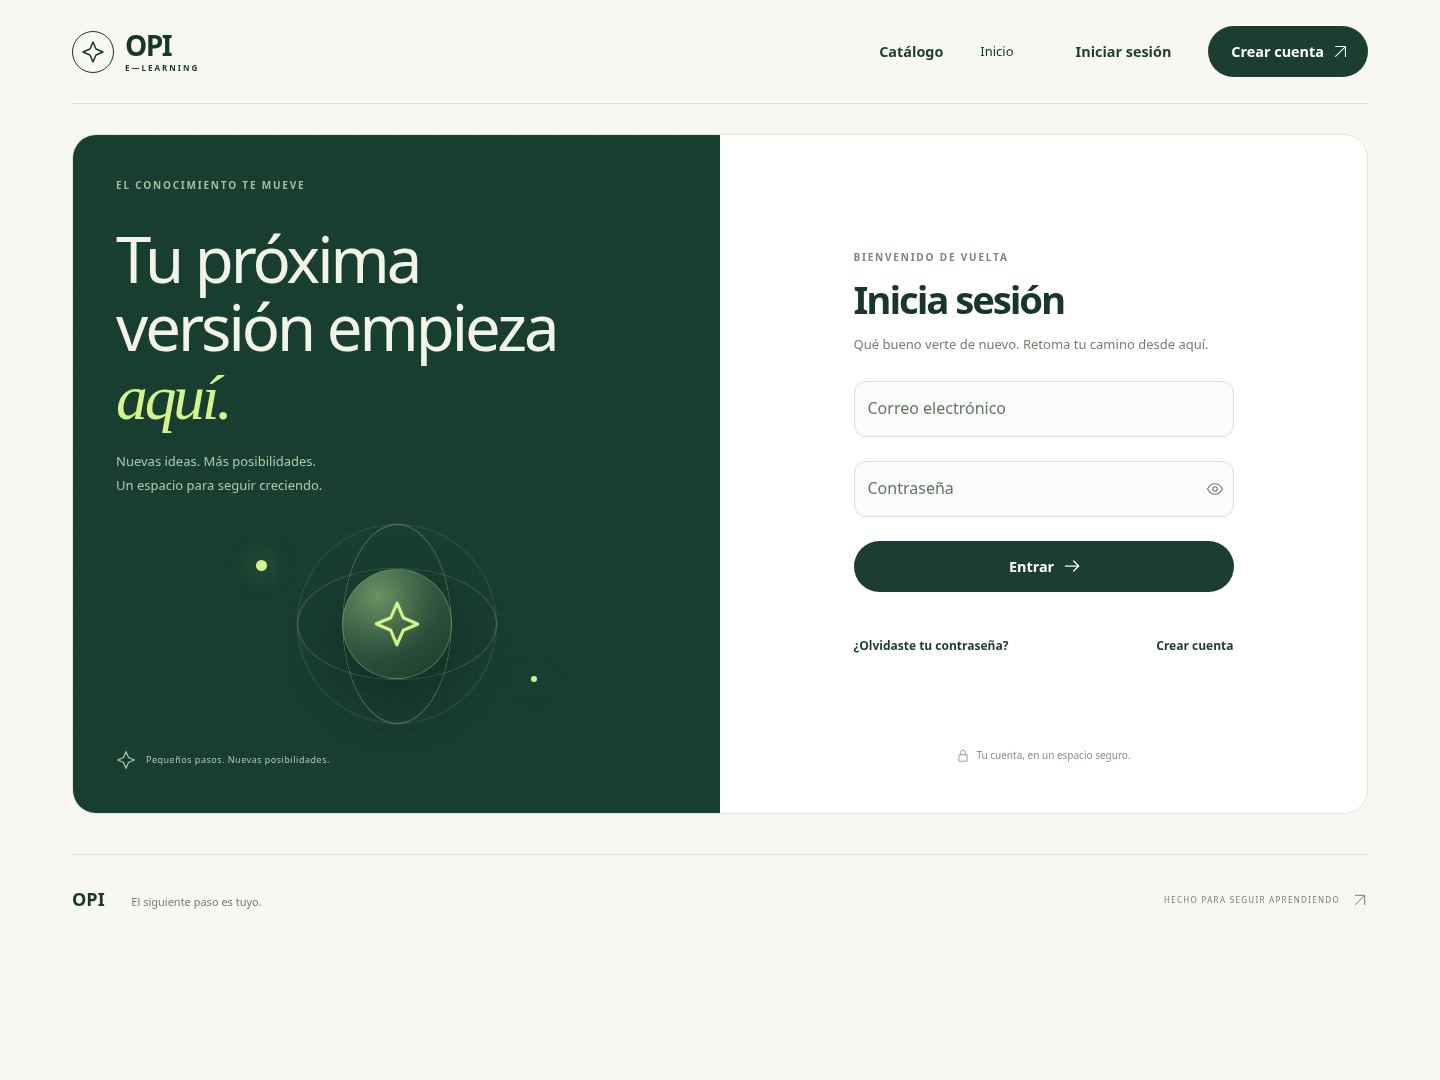 OPI
E—LEARNING
Catálogo
Inicio
Iniciar sesión
Crear cuenta
EL CONOCIMIENTO TE MUEVE
Tu próxima
versión empieza
aquí.
Nuevas ideas. Más posibilidades.
Un espacio para seguir creciendo.
Pequeños pasos. Nuevas posibilidades.
BIENVENIDO DE VUELTA
Inicia sesión
Qué bueno verte de nuevo. Retoma tu camino desde aquí.
Correo electrónico
Contraseña
Entrar
¿Olvidaste tu contraseña?
Crear cuenta
Tu cuenta, en un espacio seguro.
OPI
El siguiente paso es tuyo.
HECHO PARA SEGUIR APRENDIENDO